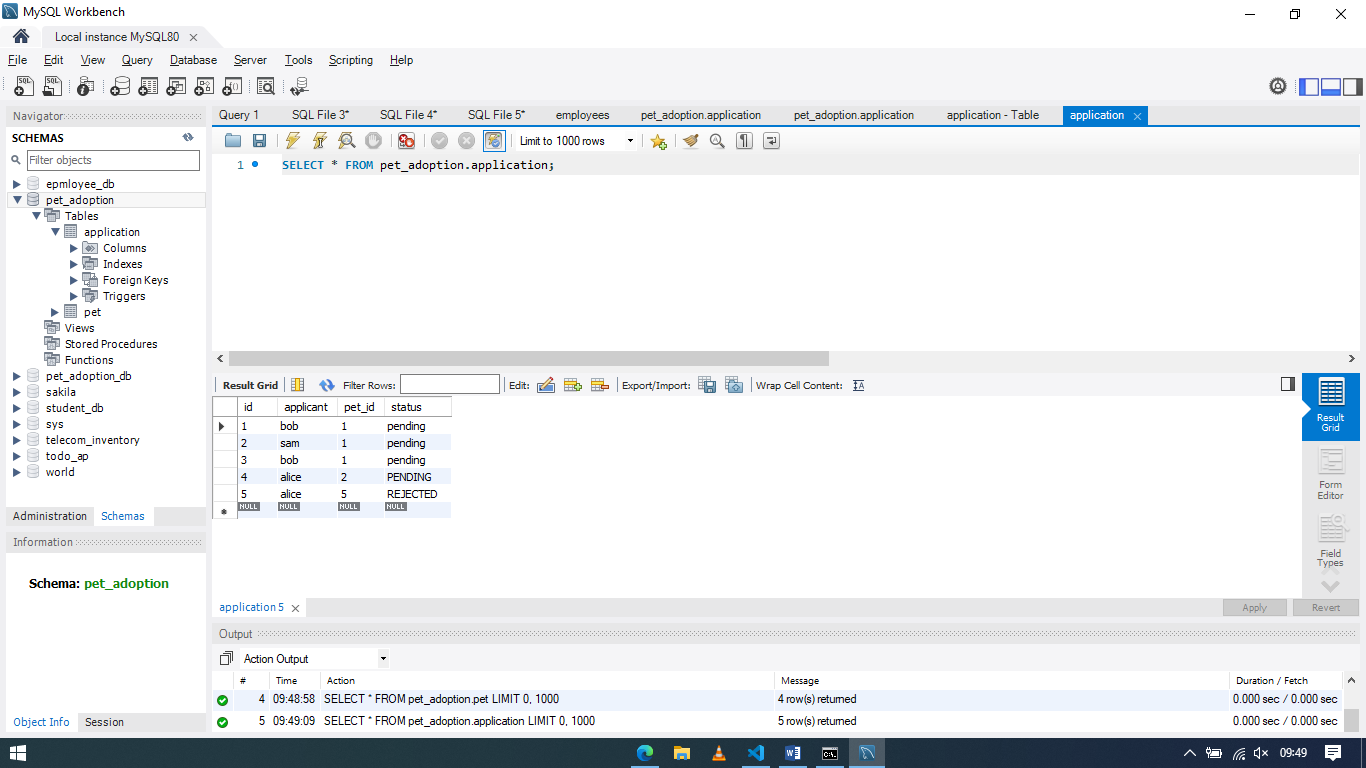 MySQL Workbench
Local instance MySQL80
File Edit View Query Database Server Tools Scripting Help
Navigator
SCHEMAS
Filter objects
epmloyee_db
pet_adoption
Tables
application
Columns
Indexes
Foreign Keys
Triggers
pet
Views
Stored Procedures
Functions
pet_adoption_db
sakila
student_db
sys
telecom_inventory
todo_ap
world
Administration Schemas
Information
Schema: pet_adoption
Object Info Session
Query 1 SQL File 3* SQL File 4* SQL File 5* employees pet_adoption.application pet_adoption.application application - Table application
Limit to 1000 rows
1 SELECT * FROM pet_adoption.application;
Result Grid Filter Rows: Edit: Export/Import: Wrap Cell Content:
id applicant pet_id status
1 bob 1 pending
2 sam 1 pending
3 bob 1 pending
4 alice 2 PENDING
5 alice 5 REJECTED
NULL NULL NULL NULL
Result
Grid
Form
Editor
Field
Types
application 5
Apply Revert
Output
Action Output
# Time Action Message Duration / Fetch
4 09:48:58 SELECT * FROM pet_adoption.pet LIMIT 0, 1000 4 row(s) returned 0.000 sec / 0.000 sec
5 09:49:09 SELECT * FROM pet_adoption.application LIMIT 0, 1000 5 row(s) returned 0.000 sec / 0.000 sec
09:49